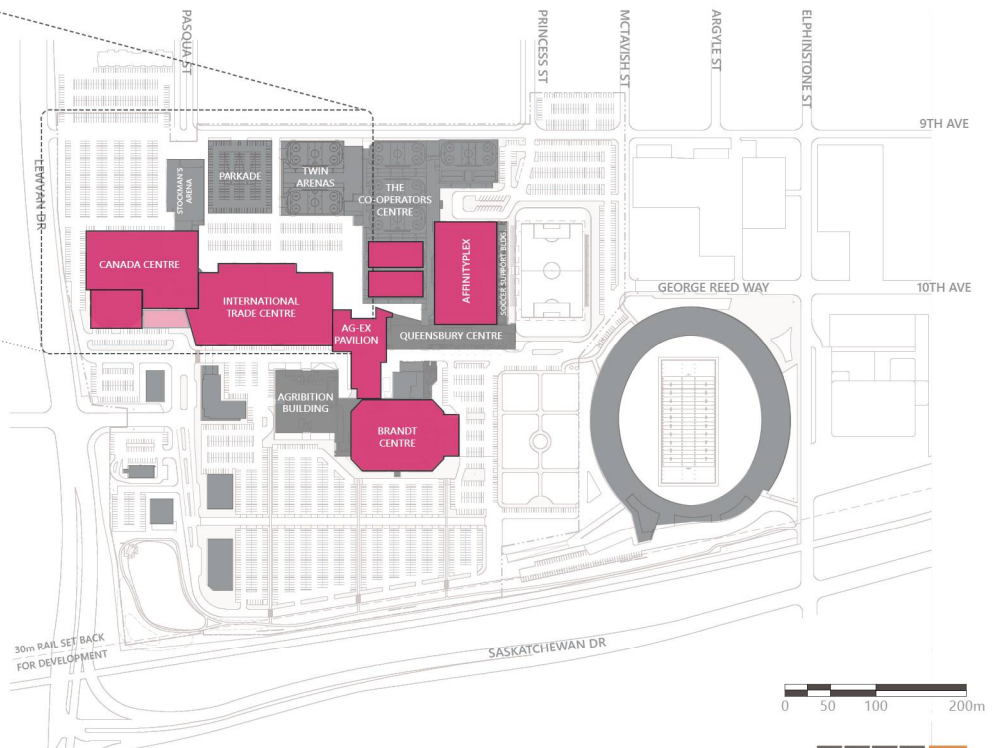 PASQUA ST
PRINCESS ST
MCTAVISH ST
ARGYLE ST
ELPHINSTONE ST
9TH AVE
LEWVAN DR
STOCKMAN'S
ARENA
PARKADE
TWIN
ARENAS
THE
CO-OPERATORS
CENTRE
CANADA CENTRE
INTERNATIONAL
TRADE CENTRE
AFFINITYPLEX
SOCCER SUPPORT BLDG
GEORGE REED WAY
10TH AVE
AG-EX
PAVILION
QUEENSBURY CENTRE
AGRIBITION
BUILDING
BRANDT
CENTRE
30m RAIL SET BACK
FOR DEVELOPMENT
SASKATCHEWAN DR
0 50 100 200m